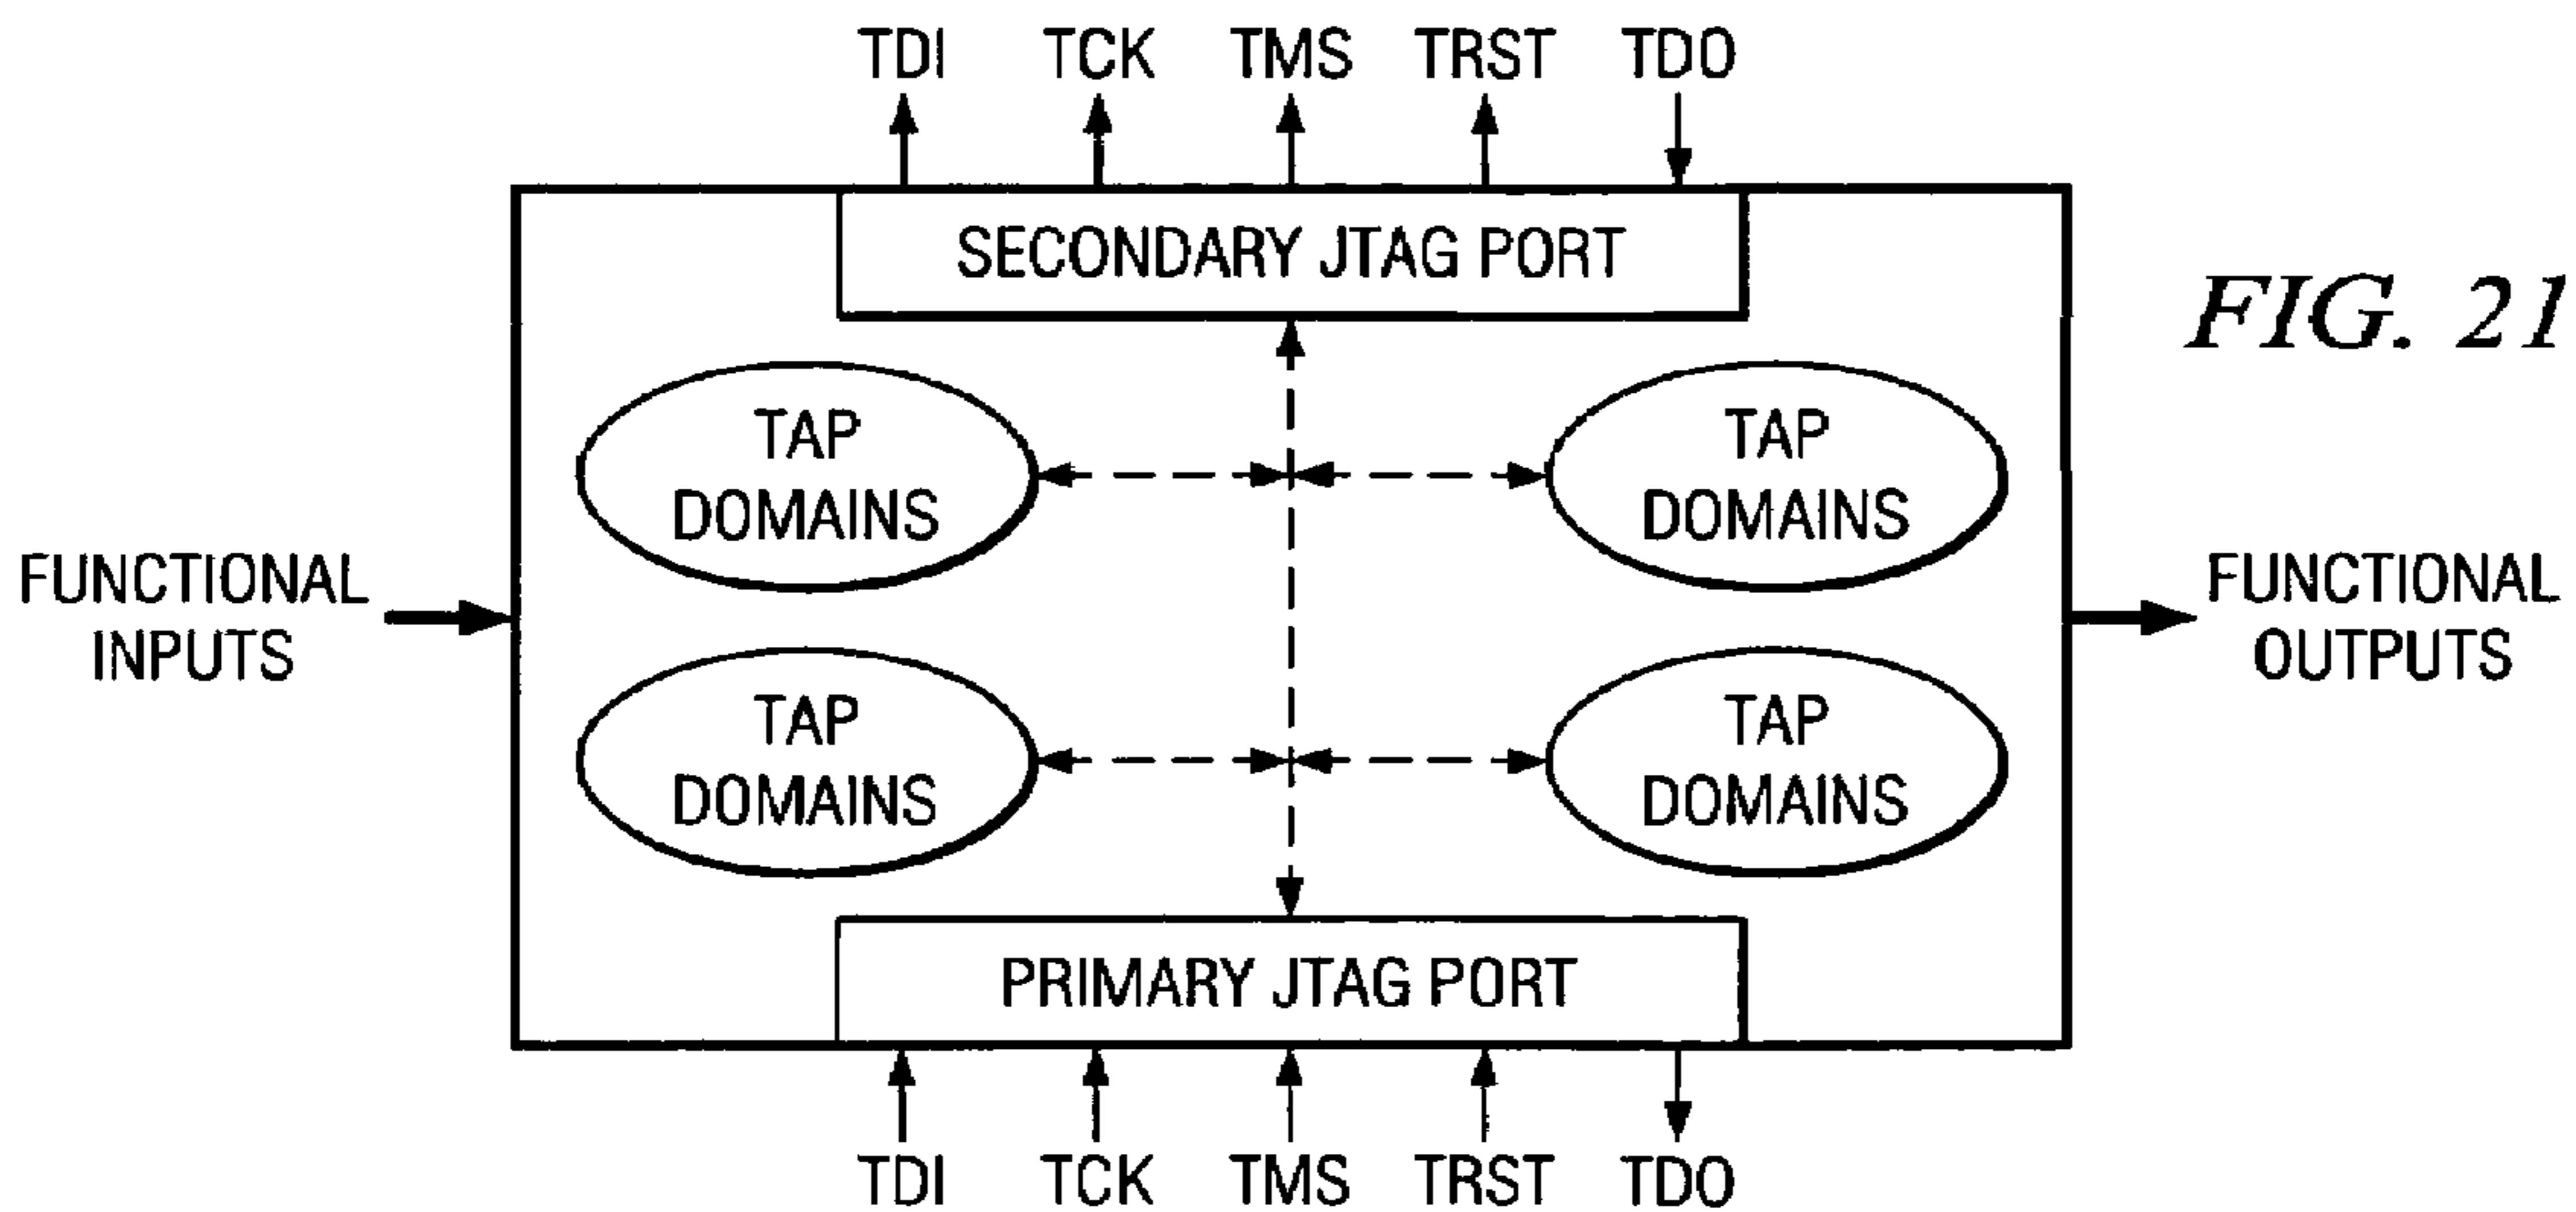 TDI TCK TMS TRST TDO
SECONDARY JTAG PORT
FIG. 21
TAP
DOMAINS
TAP
DOMAINS
FUNCTIONAL
INPUTS
FUNCTIONAL
OUTPUTS
TAP
DOMAINS
TAP
DOMAINS
PRIMARY JTAG PORT
TDI TCK TMS TRST TDO